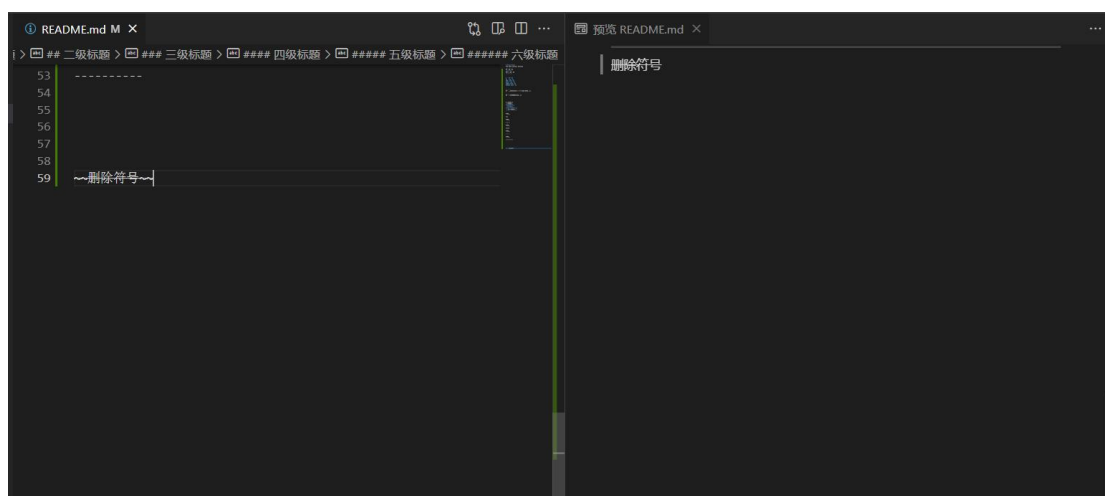 README.md M
## 二级标题 > ### 三级标题 > #### 四级标题 > ##### 五级标题 > ###### 六级标题
53 ----------
54
55
56
57
58
59 ~~删除符号~~
预览 README.md
删除符号